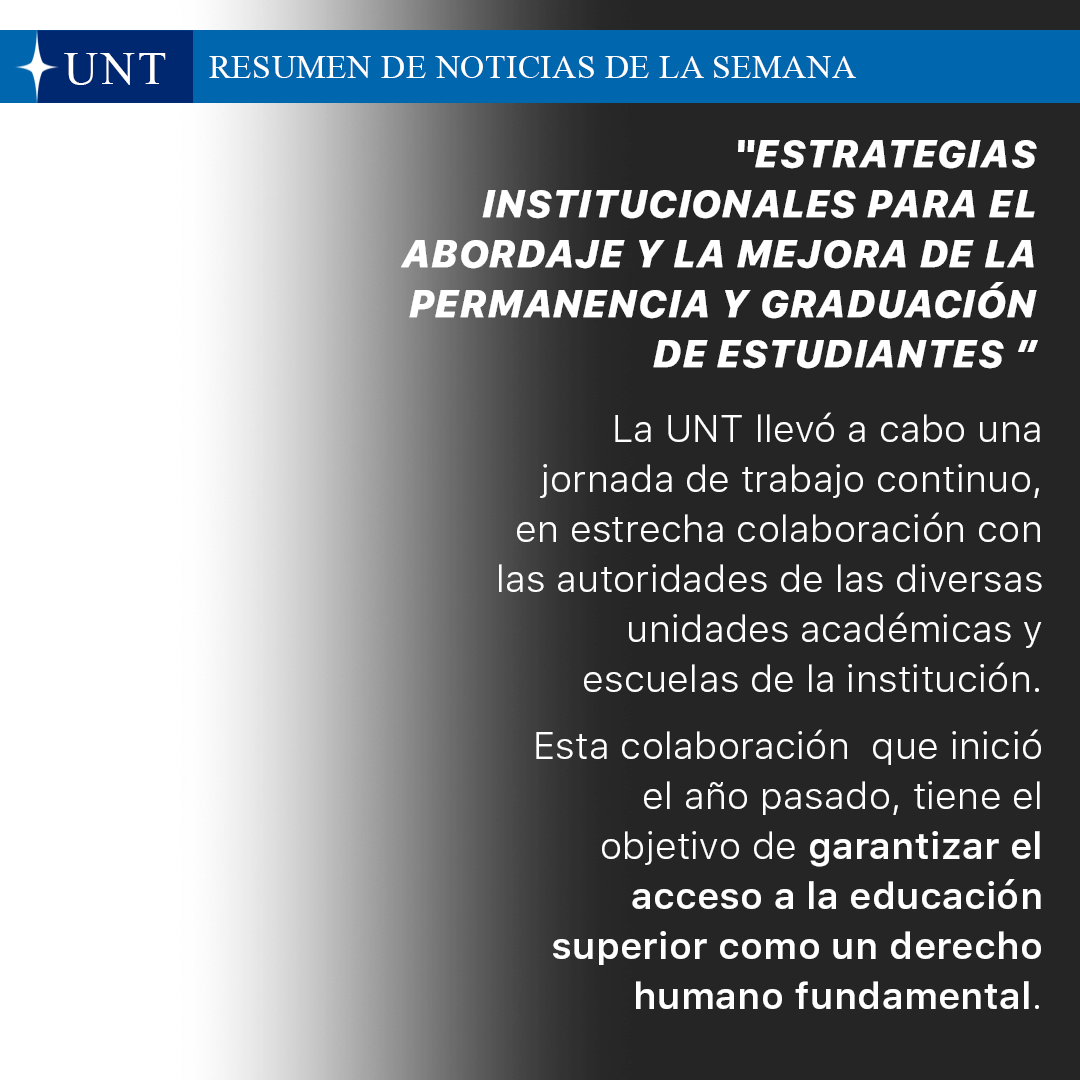 UNT
RESUMEN DE NOTICIAS DE LA SEMANA
"ESTRATEGIAS
INSTITUCIONALES PARA EL
ABORDAJE Y LA MEJORA DE LA
PERMANENCIA Y GRADUACIÓN
DE ESTUDIANTES “
La UNT llevó a cabo una
jornada de trabajo continuo,
en estrecha colaboración con
las autoridades de las diversas
unidades académicas y
escuelas de la institución.
Esta colaboración  que inició
el año pasado, tiene el
objetivo de garantizar el
acceso a la educación
superior como un derecho
humano fundamental.